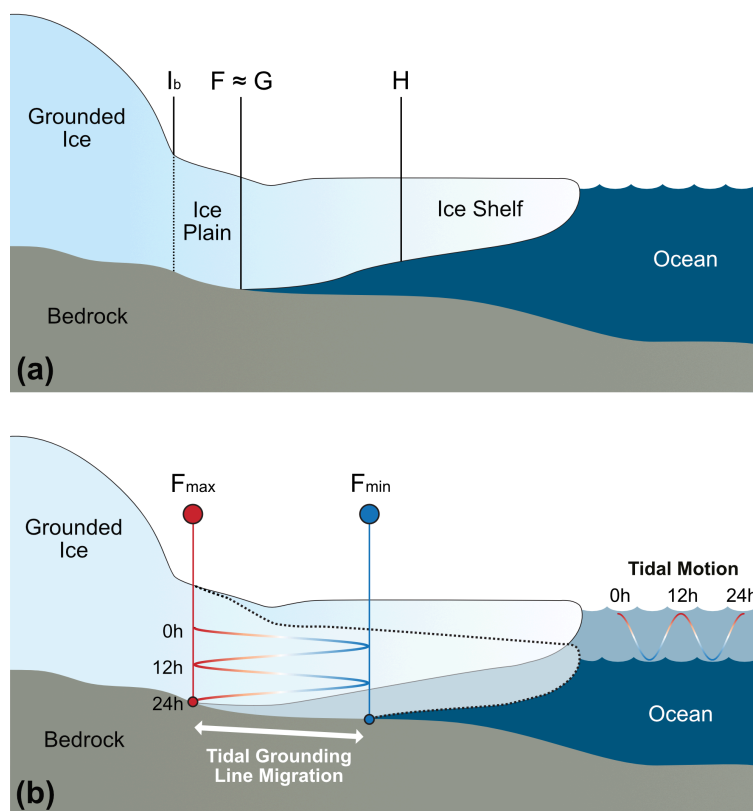 Ib
F ≈ G
H
Grounded
Ice
Ice
Plain
Ice Shelf
Ocean
Bedrock
(a)
Fmax
Fmin
Grounded
Ice
Tidal Motion
0h 12h 24h
0h
12h
24h
Ocean
Bedrock
Tidal Grounding
Line Migration
(b)